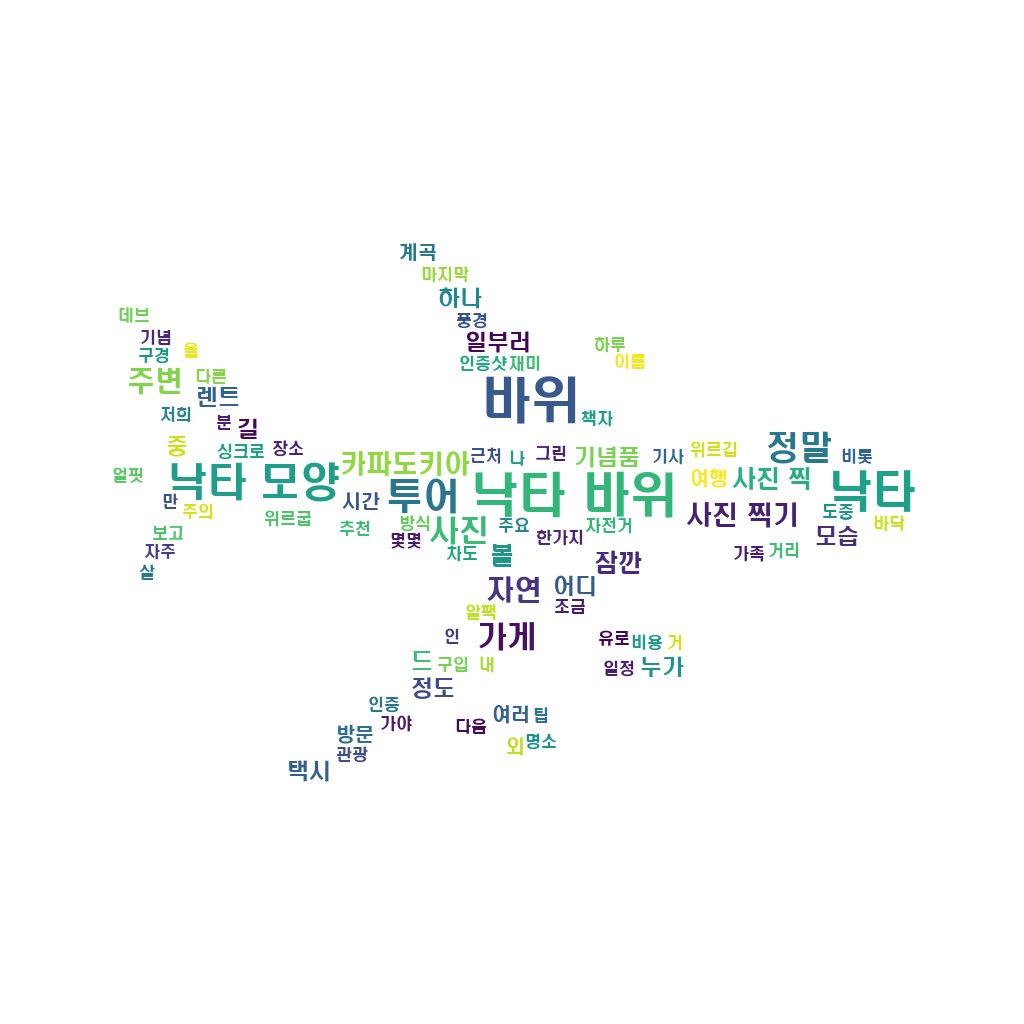 계곡
마지막
하나
데브
풍경
기념
일부러
하루
구경 율
인증샷 재미
이름
주변 다른
렌트
바위
저희
책자
분 길
중
싱크로 장소
정말
카파도키아
근처 나 그린 기념품 기사 위르깁
비롯
얼핏
낙타 모양
투어
낙타 바위
여행 사진 찍
낙타
만 주의
시간
사진 찍기
도중
위르굽
추천 방식 사진 주요 자전거
모습
바닥
보고
몇몇
한가지
자주
차도 볼
가족 거리
살
잠깐
자연 어디
알팩
조금
인 가게
유로 비용 거
드 구입 내
일정 누가
정도
인증
가야
여러 팁
방문
다음
관광
외 명소
택시